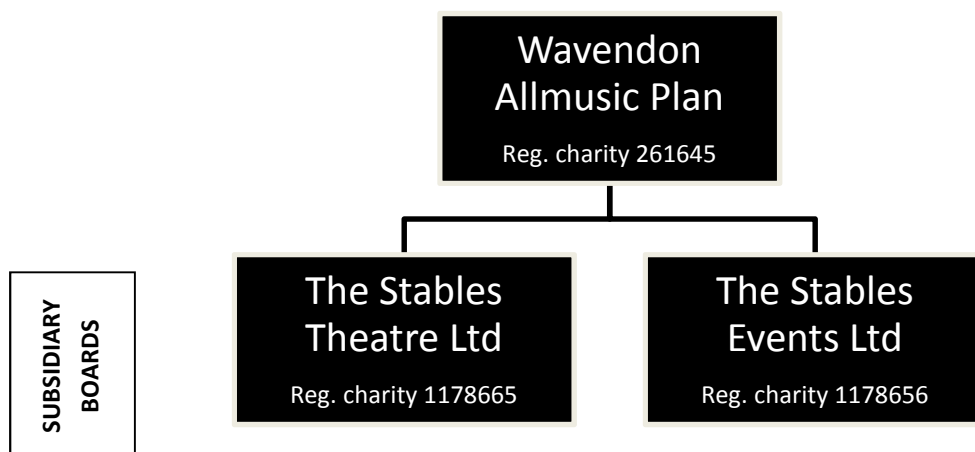 Wavendon
Allmusic Plan
Reg. charity 261645
SUBSIDIARY
BOARDS
The Stables
Theatre Ltd
Reg. charity 1178665
The Stables
Events Ltd
Reg. charity 1178656